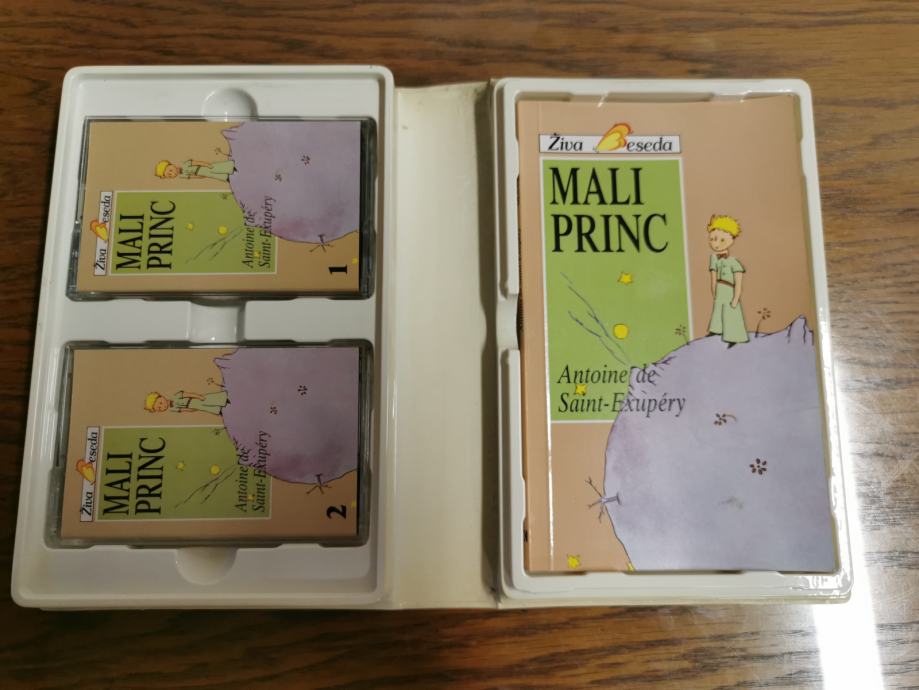 Živa Beseda
MALI
PRINC
Antoine de
Saint-Exupéry
1
Živa Beseda
MALI
PRINC
Antoine de
Saint-Exupéry
2
Živa Beseda
MALI
PRINC
Antoine de
Saint-Exupéry